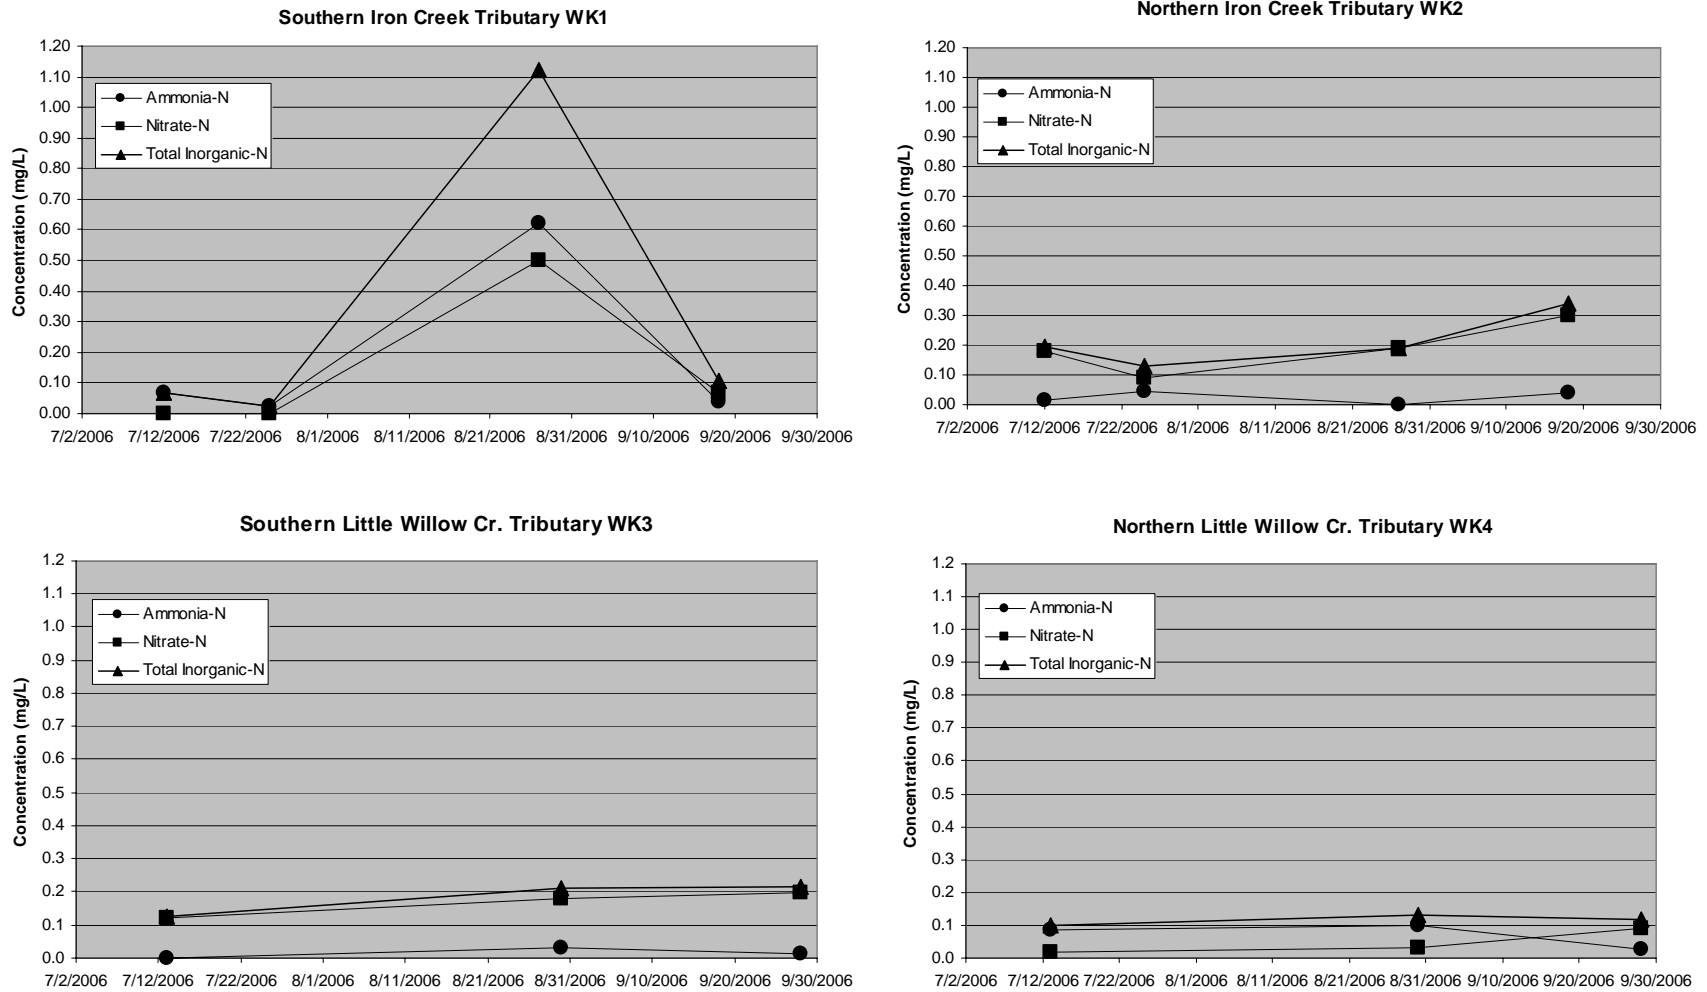 Southern Iron Creek Tributary WK1
1.20
1.10
1.00
0.90
0.80
0.70
0.60
0.50
0.40
0.30
0.20
0.10
0.00
Concentration (mg/L)
Ammonia-N
Nitrate-N
Total Inorganic-N
7/2/2006 7/12/2006 7/22/2006 8/1/2006 8/11/2006 8/21/2006 8/31/2006 9/10/2006 9/20/2006 9/30/2006
Northern Iron Creek Tributary WK2
1.20
1.10
1.00
0.90
0.80
0.70
0.60
0.50
0.40
0.30
0.20
0.10
0.00
Concentration (mg/L)
Ammonia-N
Nitrate-N
Total Inorganic-N
7/2/2006 7/12/2006 7/22/2006 8/1/2006 8/11/2006 8/21/2006 8/31/2006 9/10/2006 9/20/2006 9/30/2006
Southern Little Willow Cr. Tributary WK3
1.2
1.1
1.0
0.9
0.8
0.7
0.6
0.5
0.4
0.3
0.2
0.1
0.0
Concentration (mg/L)
Ammonia-N
Nitrate-N
Total Inorganic-N
7/2/2006 7/12/2006 7/22/2006 8/1/2006 8/11/2006 8/21/2006 8/31/2006 9/10/2006 9/20/2006 9/30/2006
Northern Little Willow Cr. Tributary WK4
1.2
1.1
1.0
0.9
0.8
0.7
0.6
0.5
0.4
0.3
0.2
0.1
0.0
Concentration (mg/L)
Ammonia-N
Nitrate-N
Total Inorganic-N
7/2/2006 7/12/2006 7/22/2006 8/1/2006 8/11/2006 8/21/2006 8/31/2006 9/10/2006 9/20/2006 9/30/2006